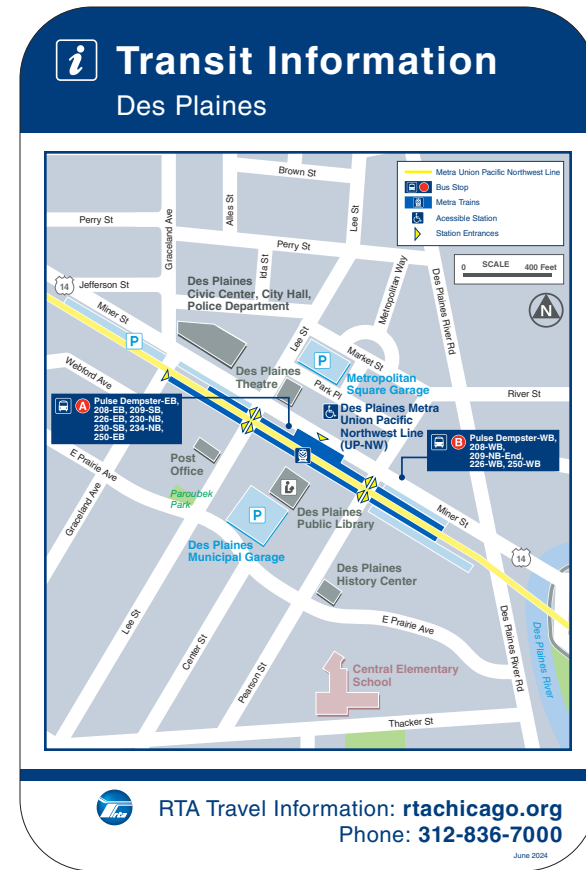 i Transit Information
Des Plaines
Metra Union Pacific Northwest Line
Bus Stop
Metra Trains
Acessible Station
Station Entrances
0 SCALE 400 Feet
N
Brown St
Perry St
Graceland Ave
Alles St
Lee St
Perry St
Ida St
Metropolitan Way
Des Plaines River Rd
14
Jefferson St
Miner St
Des Plaines
Civic Center, City Hall,
Police Department
P
Lee St
Market St
P
Webford Ave
Des Plaines
Theatre
Park Pl
Metropolitan
Square Garage
River St
A
Pulse Dempster-EB,
208-EB, 209-SB,
226-EB, 230-NB,
230-SB, 234-NB,
250-EB
Des Plaines Metra
Union Pacific
Northwest Line
(UP-NW)
B
Pulse Dempster-WB,
208-WB,
209-NB-End,
226-WB, 250-WB
E Prairie Ave
Post
Office
Graceland Ave
Paroubek
Park
P
Des Plaines
Public Library
Miner St
Des Plaines
Municipal Garage
14
Des Plaines
History Center
Lee St
Center St
Pearson St
E Prairie Ave
Des Plaines River Rd
Des Plaines River
Central Elementary
School
Thacker St
rta
RTA Travel Information: rtachicago.org
Phone: 312-836-7000
June 2024